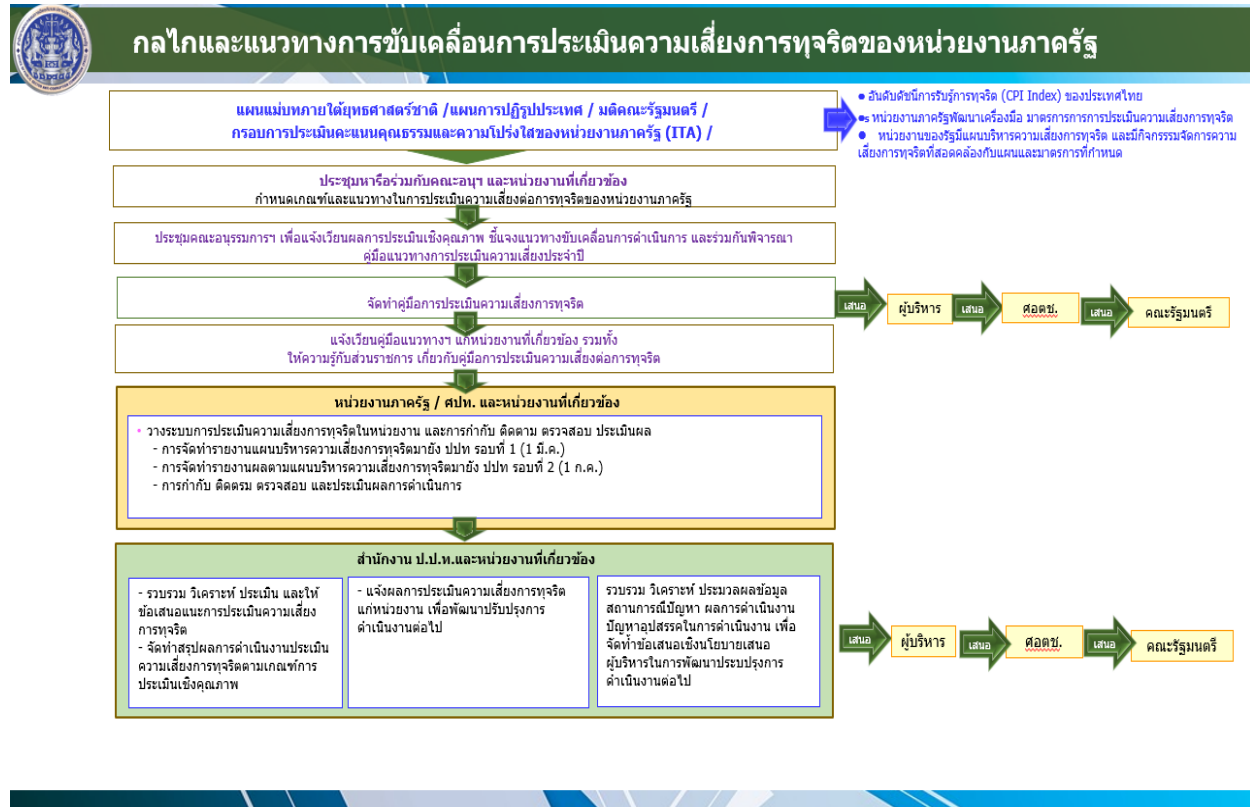 กลไกและแนวทางการขับเคลื่อนการประเมินความเสี่ยงการทุจริตของหน่วยงานภาครัฐ
แผนแม่บทภายใต้ยุทธศาสตร์ชาติ /แผนการปฏิรูปประเทศ / มติคณะรัฐมนตรี /
กรอบการประเมินคะแนนคุณธรรมและความโปร่งใสของหน่วยงานภาครัฐ (ITA) /
● อันดับดัชนีการรับรู้การทุจริต (CPI Index) ของประเทศไทย
●s หน่วยงานภาครัฐพัฒนาเครื่องมือ มาตรการการประเมินความเสี่ยงการทุจริต
● หน่วยงานของรัฐมีแผนบริหารความเสี่ยงการทุจริต และมีกิจกรรรมจัดการความ
เสี่ยงการทุจริตที่สอดคล้องกับแผนและมาตรการที่กำหนด
ประชุมหารือร่วมกับคณะอนุฯ และหน่วยงานที่เกี่ยวข้อง
กำหนดเกณฑ์และแนวทางในการประเมินความเสี่ยงต่อการทุจริตของหน่วยงานภาครัฐ
ประชุมคณะอนุรรมการฯ เพื่อแจ้งเวียนผลการประเมินเชิงคุณภาพ ชี้แจงแนวทางขับเคลื่อนการดำเนินการ และร่วมกันพิจารณา
คู่มือแนวทางการประเมินความเสี่ยงประจำปี
จัดทำคู่มือการประเมินความเสี่ยงการทุจริต
เสนอ
ผู้บริหาร
เสนอ
ศอตช.
เสนอ
คณะรัฐมนตรี
แจ้งเวียนคู่มือแนวทางฯ แก่หน่วยงานที่เกี่ยวข้อง รวมทั้ง
ให้ความรู้กับส่วนราชการ เกี่ยวกับคู่มือการประเมินความเสี่ยงต่อการทุจริต
หน่วยงานภาครัฐ / ศปท. และหน่วยงานที่เกี่ยวข้อง
• วางระบบการประเมินความเสี่ยงการทุจริตในหน่วยงาน และการกำกับ ติดตาม ตรวจสอบ ประเมินผล
- การจัดทำรายงานแผนบริหารความเสี่ยงการทุจริตมายัง ปปท รอบที่ 1 (1 มี.ค.)
- การจัดทำรายงานผลตามแผนบริหารความเสี่ยงการทุจริตมายัง ปปท รอบที่ 2 (1 ก.ค.)
- การกำกับ ติดตรม ตรวจสอบ และประเมินผลการดำเนินการ
สำนักงาน ป.ป.ท.และหน่วยงานที่เกี่ยวข้อง
- รวบรวม วิเคราะห์ ประเมิน และให้
ข้อเสนอแนะการประเมินความเสี่ยง
การทุจริต
- จัดทำสรุปผลการดำเนินงานประเมิน
ความเสี่ยงการทุจริตตามเกณฑ์การ
ประเมินเชิงคุณภาพ
- แจ้งผลการประเมินความเสี่ยงการทุจริต
แก่หน่วยงาน เพื่อพัฒนาปรับปรุงการ
ดำเนินงานต่อไป
รวบรวม วิเคราะห์ ประมวลผลข้อมูล
สถานการณ์ปัญหา ผลการดำเนินงาน
ปัญหาอุปสรรคในการดำเนินงาน เพื่อ
จัดทำข้อเสนอเชิงนโยบายเสนอ
ผู้บริหารในการพัฒนาประบปรุงการ
ดำเนินงานต่อไป
เสนอ
ผู้บริหาร
เสนอ
ศอตช.
เสนอ
คณะรัฐมนตรี